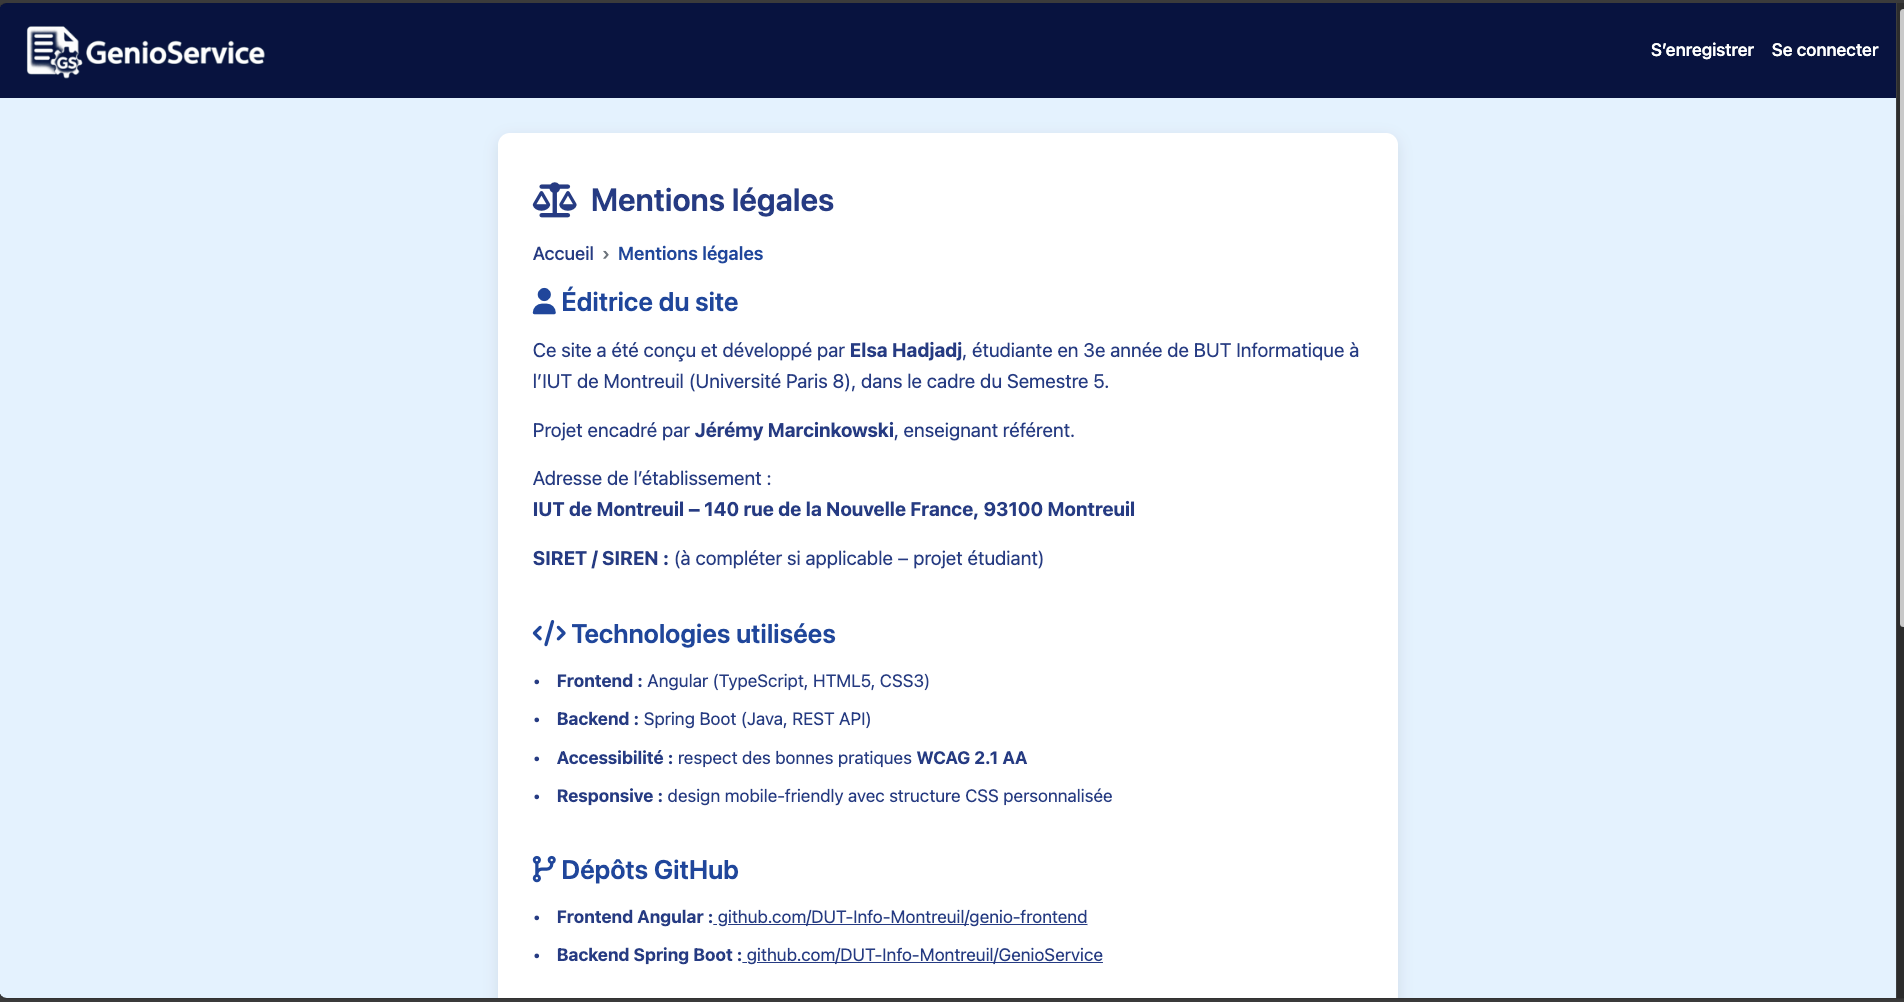 GS GenioService
S’enregistrer Se connecter
Mentions légales
Accueil › Mentions légales
Éditrice du site
Ce site a été conçu et développé par Elsa Hadjadj, étudiante en 3e année de BUT Informatique à
l’IUT de Montreuil (Université Paris 8), dans le cadre du Semestre 5.
Projet encadré par Jérémy Marcinkowski, enseignant référent.
Adresse de l’établissement :
IUT de Montreuil – 140 rue de la Nouvelle France, 93100 Montreuil
SIRET / SIREN : (à compléter si applicable – projet étudiant)
</> Technologies utilisées
• Frontend : Angular (TypeScript, HTML5, CSS3)
• Backend : Spring Boot (Java, REST API)
• Accessibilité : respect des bonnes pratiques WCAG 2.1 AA
• Responsive : design mobile-friendly avec structure CSS personnalisée
Dépôts GitHub
• Frontend Angular : github.com/DUT-Info-Montreuil/genio-frontend
• Backend Spring Boot : github.com/DUT-Info-Montreuil/GenioService